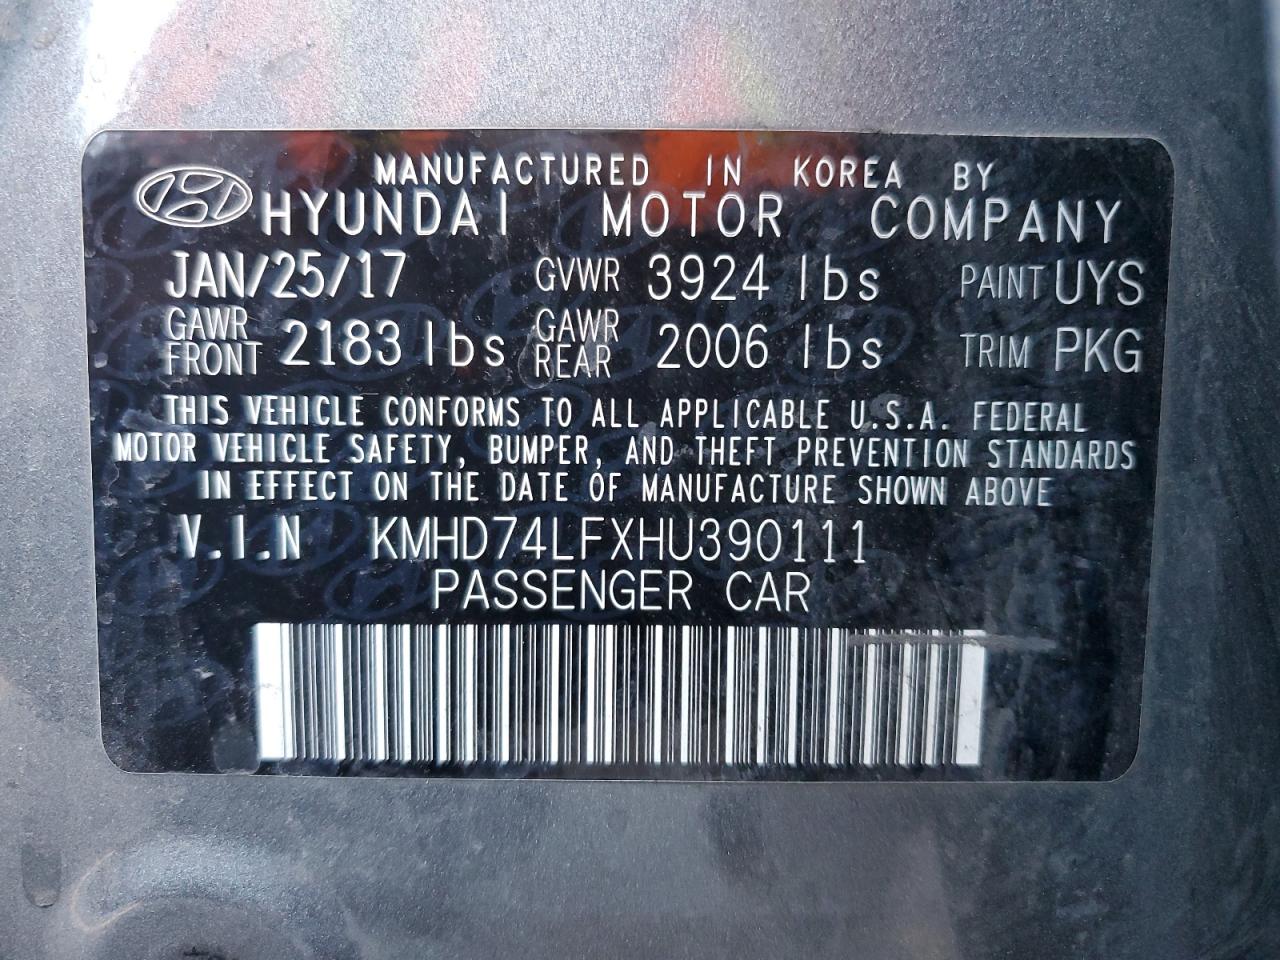 MANUFACTURED IN KOREA BY
HYUNDAI MOTOR COMPANY
JAN/25/17 GVWR 3924 lbs PAINT UYS
GAWR FRONT 2183 lbs GAWR REAR 2006 lbs TRIM PKG
THIS VEHICLE CONFORMS TO ALL APPLICABLE U.S.A. FEDERAL
MOTOR VEHICLE SAFETY, BUMPER, AND THEFT PREVENTION STANDARDS
IN EFFECT ON THE DATE OF MANUFACTURE SHOWN ABOVE
V.I.N KMHD74LFXHU390111
PASSENGER CAR